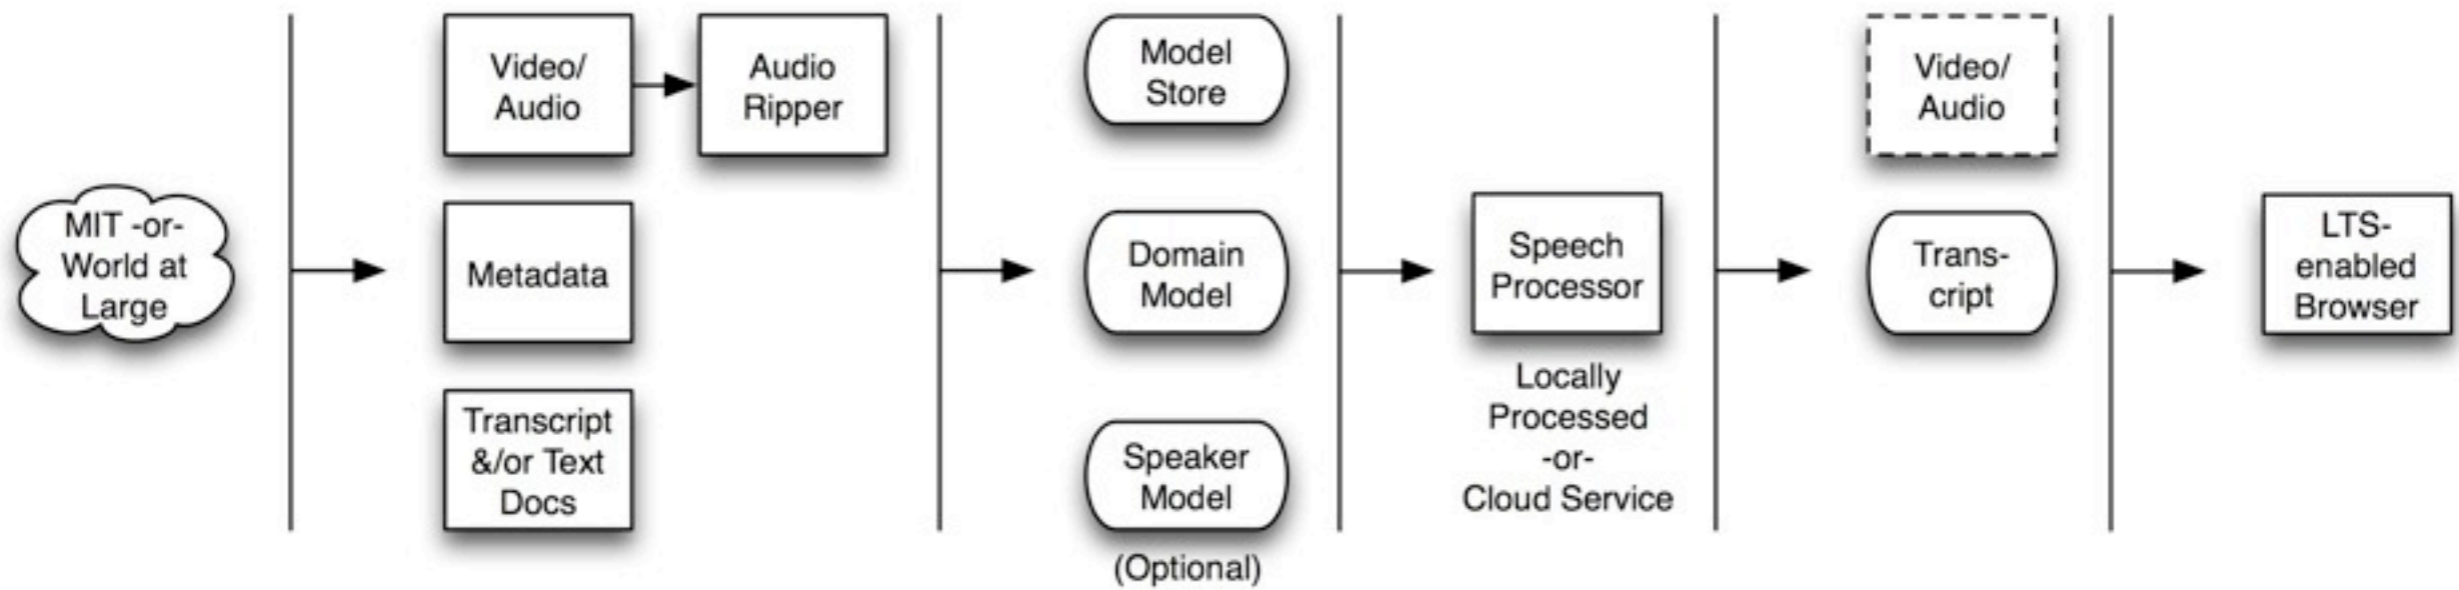 MIT -or-
World at
Large
Video/
Audio
Audio
Ripper
Metadata
Transcript
&/or Text
Docs
Model
Store
Domain
Model
Speaker
Model
(Optional)
Speech
Processor
Locally
Processed
-or-
Cloud Service
Video/
Audio
Trans-
cript
LTS-
enabled
Browser